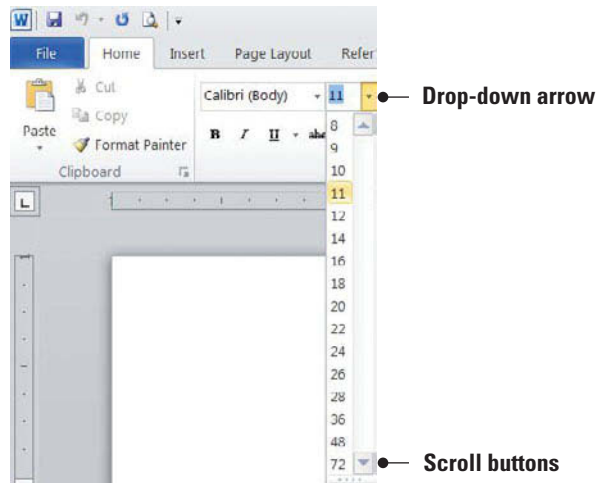 W
File Home Insert Page Layout Refer
Cut
Copy
Paste
Format Painter
Clipboard
Calibri (Body) 11
B I U abe
8
9
10
11
12
14
16
18
20
22
24
26
28
36
48
72
L
Drop-down arrow
Scroll buttons